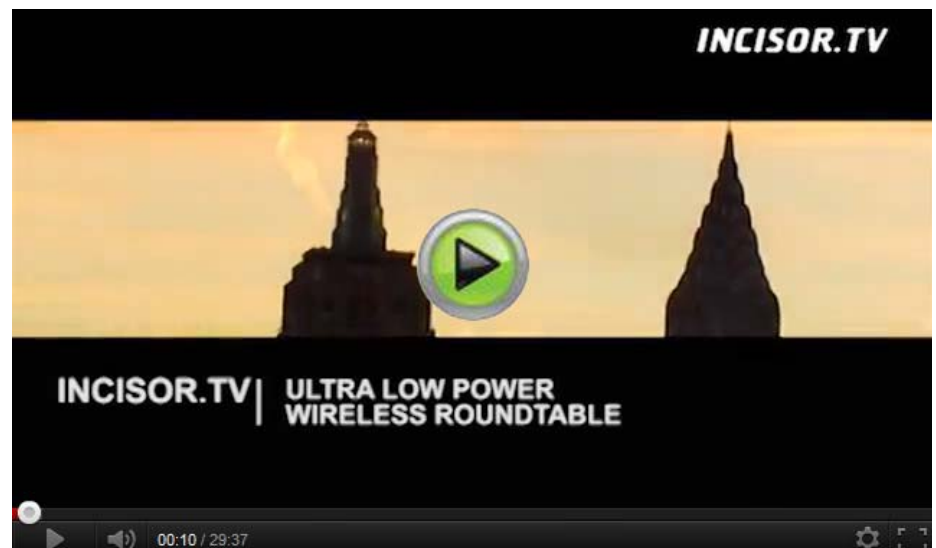 INCISOR.TV
INCISOR.TV
ULTRA LOW POWER
WIRELESS ROUNDTABLE
00:10 / 29:37